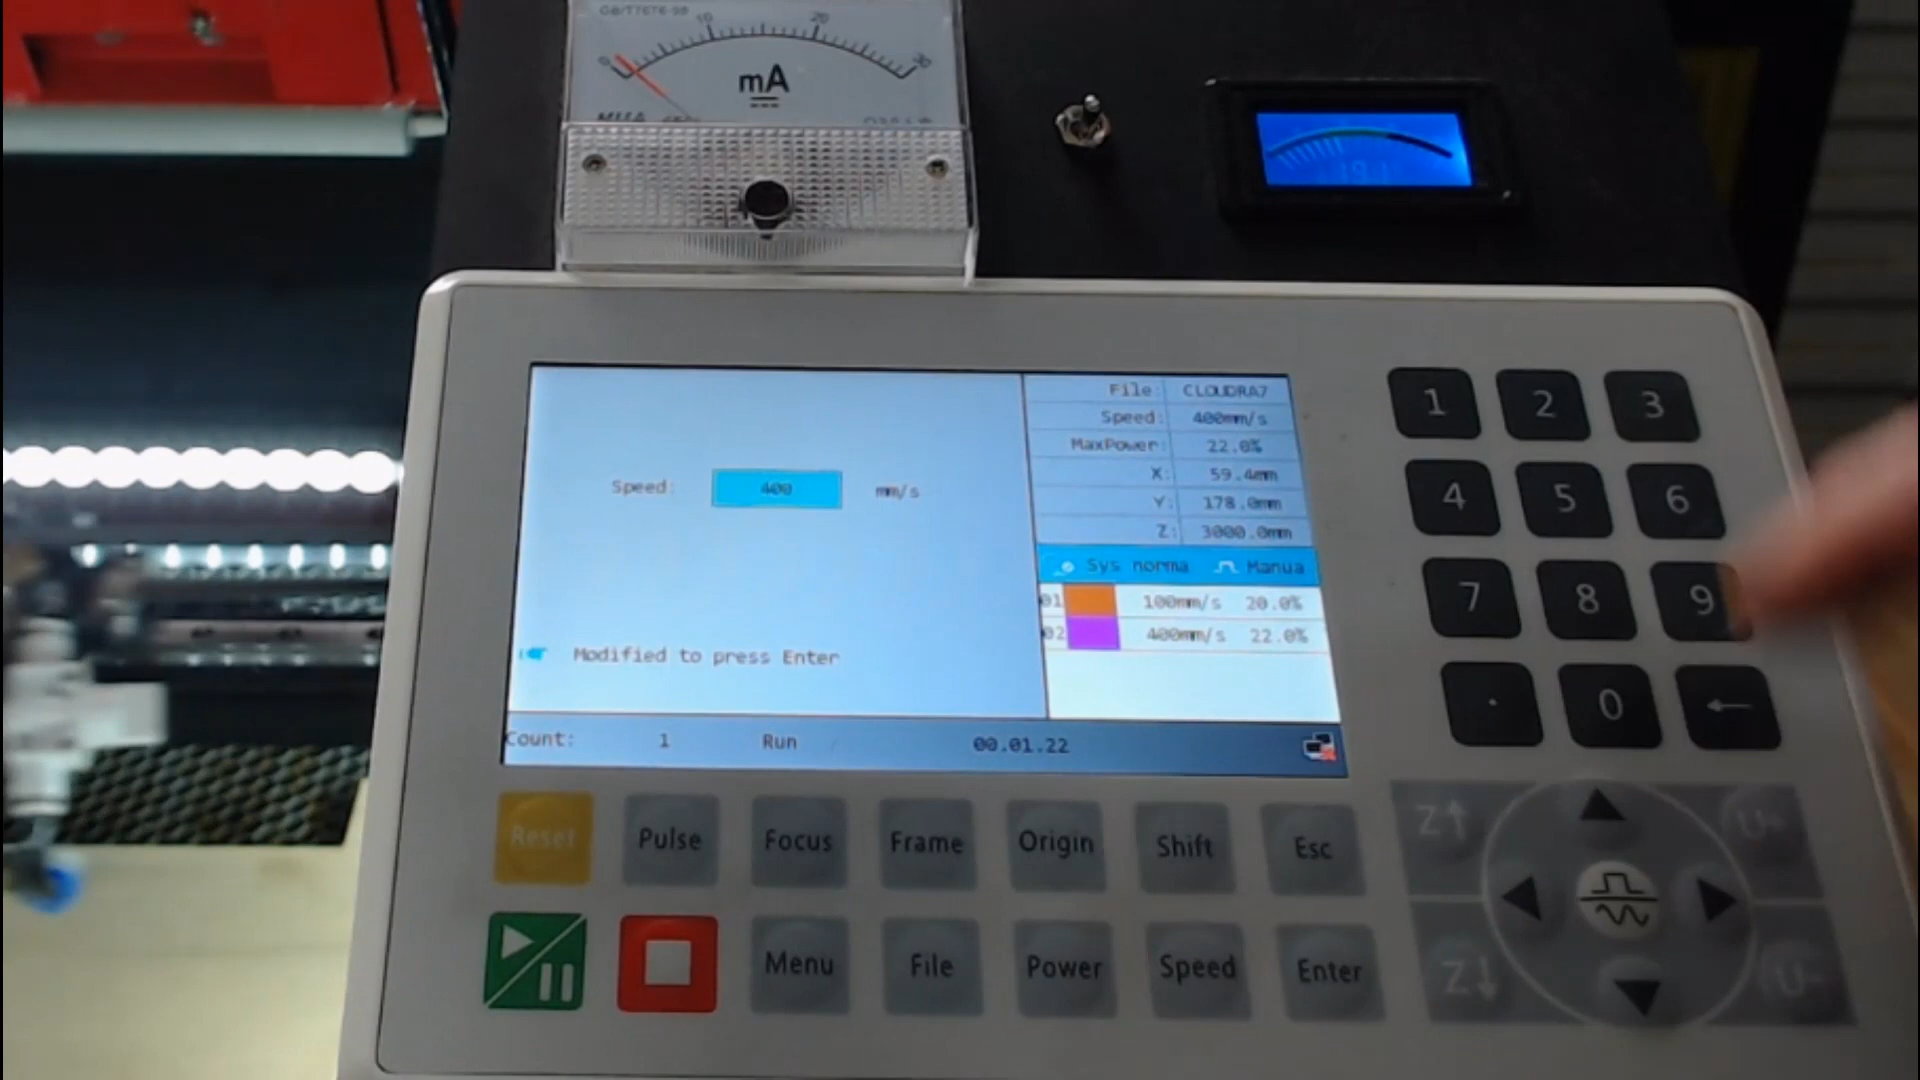 GB/T7676-98
0 10 20 30
mA
File: CLOUDRA7
Speed: 400mm/s
MaxPower: 22.0%
X: 59.4mm
Y: 178.0mm
Z: 3000.0mm
Speed: 400 mm/s
Sys norma Manua
01 100mm/s 20.0%
02 400mm/s 22.0%
Modified to press Enter
Count: 1 Run 00.01.22
1 2 3
4 5 6
7 8 9
. 0 ←
Reset Pulse Focus Frame Origin Shift Esc
Menu File Power Speed Enter
Z↑
Z↓ U-